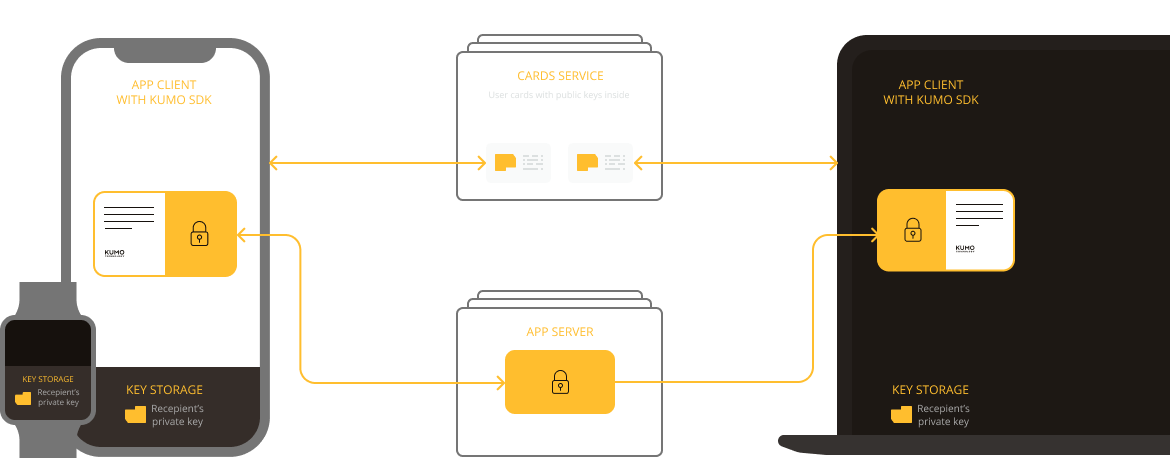 APP CLIENT
WITH KUMO SDK
KUMO
KEY STORAGE
Recepient's
private key
KEY STORAGE
Recepient's
private key
CARDS SERVICE
User cards with public keys inside
APP SERVER
APP CLIENT
WITH KUMO SDK
KUMO
KEY STORAGE
Recepient's
private key